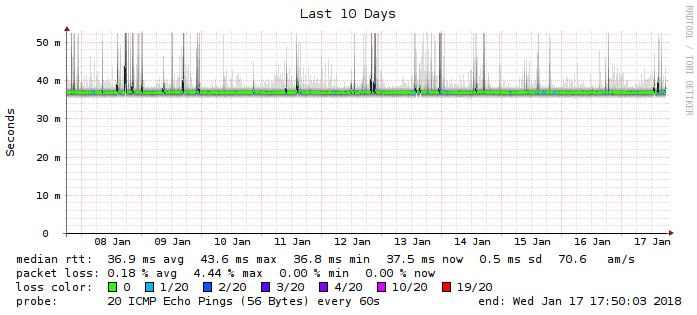 Last 10 Days
RRDTOOL / TOBI OETIKER
Seconds
50 m
40 m
30 m
20 m
10 m
0
08 Jan 09 Jan 10 Jan 11 Jan 12 Jan 13 Jan 14 Jan 15 Jan 16 Jan 17 Jan
median rtt: 36.9 ms avg 43.6 ms max 36.8 ms min 37.5 ms now 0.5 ms sd 70.6 am/s
packet loss: 0.18 % avg 4.44 % max 0.00 % min 0.00 % now
loss color: 0 1/20 2/20 3/20 4/20 10/20 19/20
probe: 20 ICMP Echo Pings (56 Bytes) every 60s end: Wed Jan 17 17:50:03 2018